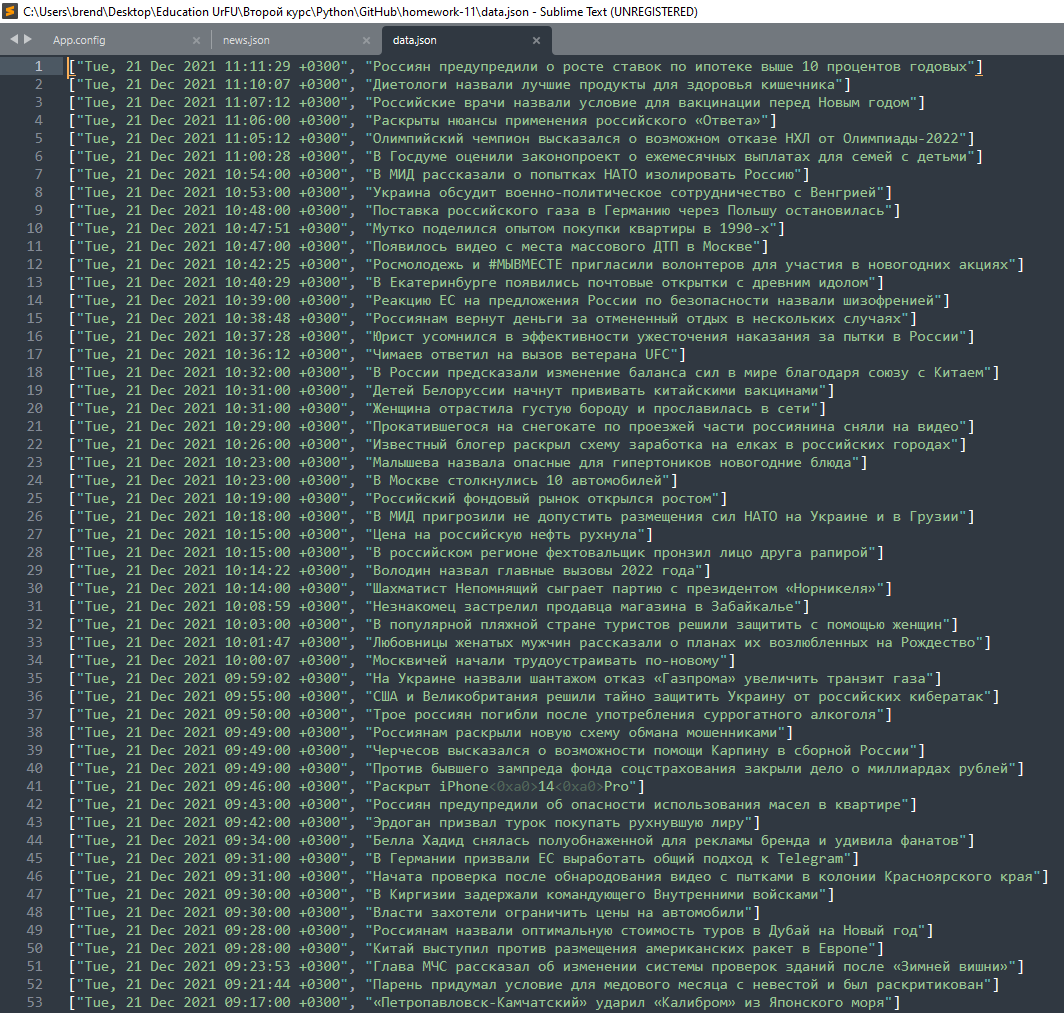 C:\Users\brend\Desktop\Education UrFU\Второй курс\Python\GitHub\homework-11\data.json - Sublime Text (UNREGISTERED)
App.config × news.json × data.json ×
1 ["Tue, 21 Dec 2021 11:11:29 +0300", "Россиян предупредили о росте ставок по ипотеке выше 10 процентов годовых"]
2 ["Tue, 21 Dec 2021 11:10:07 +0300", "Диетологи назвали лучшие продукты для здоровья кишечника"]
3 ["Tue, 21 Dec 2021 11:07:12 +0300", "Российские врачи назвали условие для вакцинации перед Новым годом"]
4 ["Tue, 21 Dec 2021 11:06:00 +0300", "Раскрыты нюансы применения российского «Ответа»"]
5 ["Tue, 21 Dec 2021 11:05:12 +0300", "Олимпийский чемпион высказался о возможном отказе НХЛ от Олимпиады-2022"]
6 ["Tue, 21 Dec 2021 11:00:28 +0300", "В Госдуме оценили законопроект о ежемесячных выплатах для семей с детьми"]
7 ["Tue, 21 Dec 2021 10:54:00 +0300", "В МИД рассказали о попытках НАТО изолировать Россию"]
8 ["Tue, 21 Dec 2021 10:53:00 +0300", "Украина обсудит военно-политическое сотрудничество с Венгрией"]
9 ["Tue, 21 Dec 2021 10:48:00 +0300", "Поставка российского газа в Германию через Польшу остановилась"]
10 ["Tue, 21 Dec 2021 10:47:51 +0300", "Мутко поделился опытом покупки квартиры в 1990-х"]
11 ["Tue, 21 Dec 2021 10:47:00 +0300", "Появилось видео с места массового ДТП в Москве"]
12 ["Tue, 21 Dec 2021 10:42:25 +0300", "Росмолодежь и #МЫВМЕСТЕ пригласили волонтеров для участия в новогодних акциях"]
13 ["Tue, 21 Dec 2021 10:40:29 +0300", "В Екатеринбурге появились почтовые открытки с древним идолом"]
14 ["Tue, 21 Dec 2021 10:39:00 +0300", "Реакцию ЕС на предложения России по безопасности назвали шизофренией"]
15 ["Tue, 21 Dec 2021 10:38:48 +0300", "Россиянам вернут деньги за отмененный отдых в нескольких случаях"]
16 ["Tue, 21 Dec 2021 10:37:28 +0300", "Юрист усомнился в эффективности ужесточения наказания за пытки в России"]
17 ["Tue, 21 Dec 2021 10:36:12 +0300", "Чимаев ответил на вызов ветерана UFC"]
18 ["Tue, 21 Dec 2021 10:32:00 +0300", "В России предсказали изменение баланса сил в мире благодаря союзу с Китаем"]
19 ["Tue, 21 Dec 2021 10:31:00 +0300", "Детей Белоруссии начнут прививать китайскими вакцинами"]
20 ["Tue, 21 Dec 2021 10:31:00 +0300", "Женщина отрастила густую бороду и прославилась в сети"]
21 ["Tue, 21 Dec 2021 10:29:00 +0300", "Прокатившегося на снегокате по проезжей части россиянина сняли на видео"]
22 ["Tue, 21 Dec 2021 10:26:00 +0300", "Известный блогер раскрыл схему заработка на елках в российских городах"]
23 ["Tue, 21 Dec 2021 10:23:00 +0300", "Малышева назвала опасные для гипертоников новогодние блюда"]
24 ["Tue, 21 Dec 2021 10:23:00 +0300", "В Москве столкнулись 10 автомобилей"]
25 ["Tue, 21 Dec 2021 10:19:00 +0300", "Российский фондовый рынок открылся ростом"]
26 ["Tue, 21 Dec 2021 10:18:00 +0300", "В МИД пригрозили не допустить размещения сил НАТО на Украине и в Грузии"]
27 ["Tue, 21 Dec 2021 10:15:00 +0300", "Цена на российскую нефть рухнула"]
28 ["Tue, 21 Dec 2021 10:15:00 +0300", "В российском регионе фехтовальщик пронзил лицо друга рапирой"]
29 ["Tue, 21 Dec 2021 10:14:22 +0300", "Володин назвал главные вызовы 2022 года"]
30 ["Tue, 21 Dec 2021 10:14:00 +0300", "Шахматист Непомнящий сыграет партию с президентом «Норникеля»"]
31 ["Tue, 21 Dec 2021 10:08:59 +0300", "Незнакомец застрелил продавца магазина в Забайкалье"]
32 ["Tue, 21 Dec 2021 10:03:00 +0300", "В популярной пляжной стране туристов решили защитить с помощью женщин"]
33 ["Tue, 21 Dec 2021 10:01:47 +0300", "Любовницы женатых мужчин рассказали о планах их возлюбленных на Рождество"]
34 ["Tue, 21 Dec 2021 10:00:07 +0300", "Москвичей начали трудоустраивать по-новому"]
35 ["Tue, 21 Dec 2021 09:59:02 +0300", "На Украине назвали шантажом отказ «Газпрома» увеличить транзит газа"]
36 ["Tue, 21 Dec 2021 09:55:00 +0300", "США и Великобритания решили тайно защитить Украину от российских кибератак"]
37 ["Tue, 21 Dec 2021 09:50:00 +0300", "Трое россиян погибли после употребления суррогатного алкоголя"]
38 ["Tue, 21 Dec 2021 09:49:00 +0300", "Россиянам раскрыли новую схему обмана мошенниками"]
39 ["Tue, 21 Dec 2021 09:49:00 +0300", "Черчесов высказался о возможности помощи Карпину в сборной России"]
40 ["Tue, 21 Dec 2021 09:49:00 +0300", "Против бывшего зампреда фонда соцстрахования закрыли дело о миллиардах рублей"]
41 ["Tue, 21 Dec 2021 09:46:00 +0300", "Раскрыт iPhone<0xa0>14<0xa0>Pro"]
42 ["Tue, 21 Dec 2021 09:43:00 +0300", "Россиян предупредили об опасности использования масел в квартире"]
43 ["Tue, 21 Dec 2021 09:42:00 +0300", "Эрдоган призвал турок покупать рухнувшую лиру"]
44 ["Tue, 21 Dec 2021 09:34:00 +0300", "Белла Хадид снялась полуобнаженной для рекламы бренда и удивила фанатов"]
45 ["Tue, 21 Dec 2021 09:31:00 +0300", "В Германии призвали ЕС выработать общий подход к Telegram"]
46 ["Tue, 21 Dec 2021 09:31:00 +0300", "Начата проверка после обнародования видео с пытками в колонии Красноярского края"]
47 ["Tue, 21 Dec 2021 09:30:00 +0300", "В Киргизии задержали командующего Внутренними войсками"]
48 ["Tue, 21 Dec 2021 09:30:00 +0300", "Власти захотели ограничить цены на автомобили"]
49 ["Tue, 21 Dec 2021 09:28:00 +0300", "Россиянам назвали оптимальную стоимость туров в Дубай на Новый год"]
50 ["Tue, 21 Dec 2021 09:28:00 +0300", "Китай выступил против размещения американских ракет в Европе"]
51 ["Tue, 21 Dec 2021 09:23:53 +0300", "Глава МЧС рассказал об изменении системы проверок зданий после «Зимней вишни»"]
52 ["Tue, 21 Dec 2021 09:21:44 +0300", "Парень придумал условие для медового месяца с невестой и был раскритикован"]
53 ["Tue, 21 Dec 2021 09:17:00 +0300", "«Петропавловск-Камчатский» ударил «Калибром» из Японского моря"]